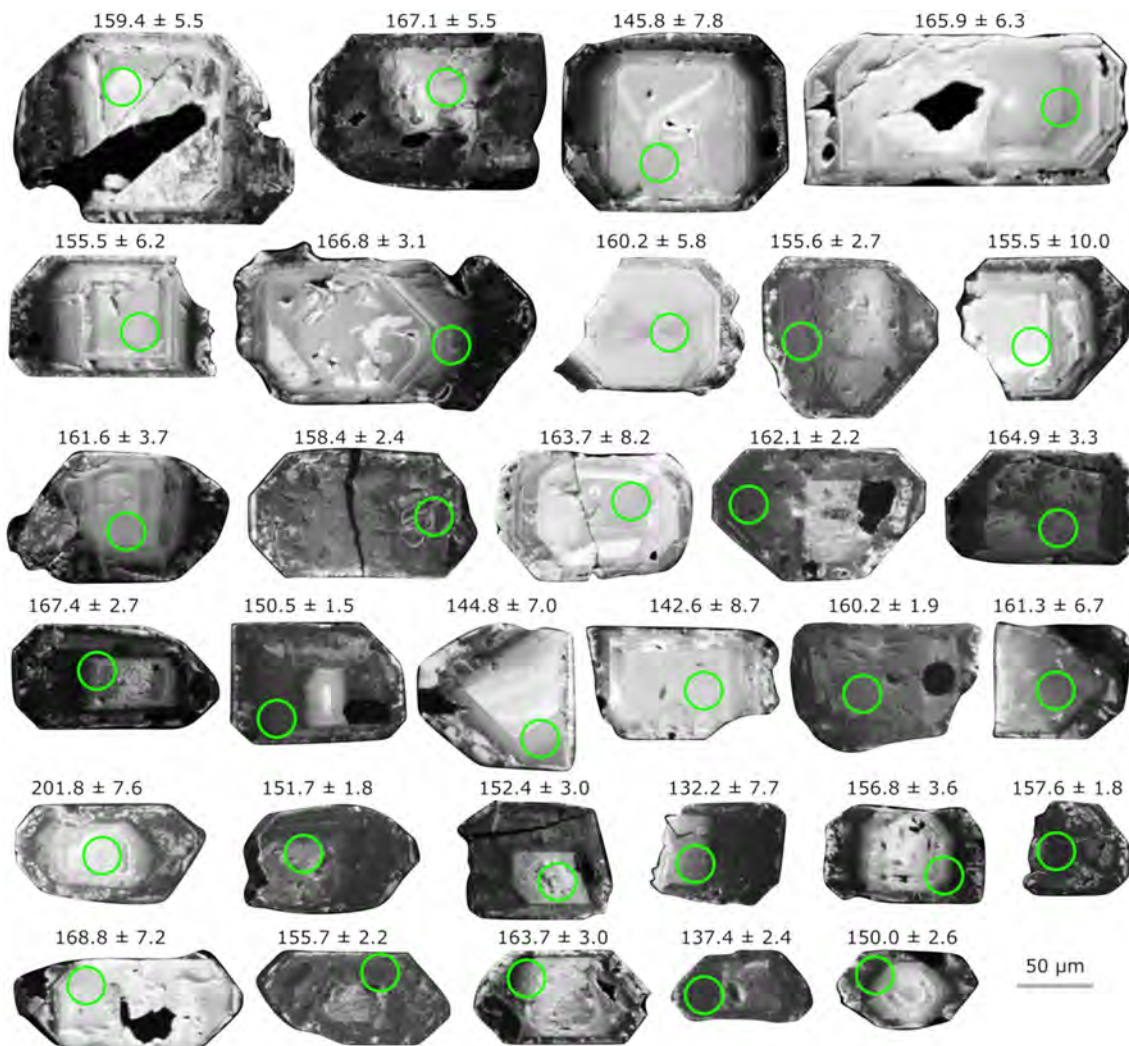 159.4 ± 5.5 167.1 ± 5.5 145.8 ± 7.8 165.9 ± 6.3
155.5 ± 6.2 166.8 ± 3.1 160.2 ± 5.8 155.6 ± 2.7 155.5 ± 10.0
161.6 ± 3.7 158.4 ± 2.4 163.7 ± 8.2 162.1 ± 2.2 164.9 ± 3.3
167.4 ± 2.7 150.5 ± 1.5 144.8 ± 7.0 142.6 ± 8.7 160.2 ± 1.9 161.3 ± 6.7
201.8 ± 7.6 151.7 ± 1.8 152.4 ± 3.0 132.2 ± 7.7 156.8 ± 3.6 157.6 ± 1.8
168.8 ± 7.2 155.7 ± 2.2 163.7 ± 3.0 137.4 ± 2.4 150.0 ± 2.6
50 µm